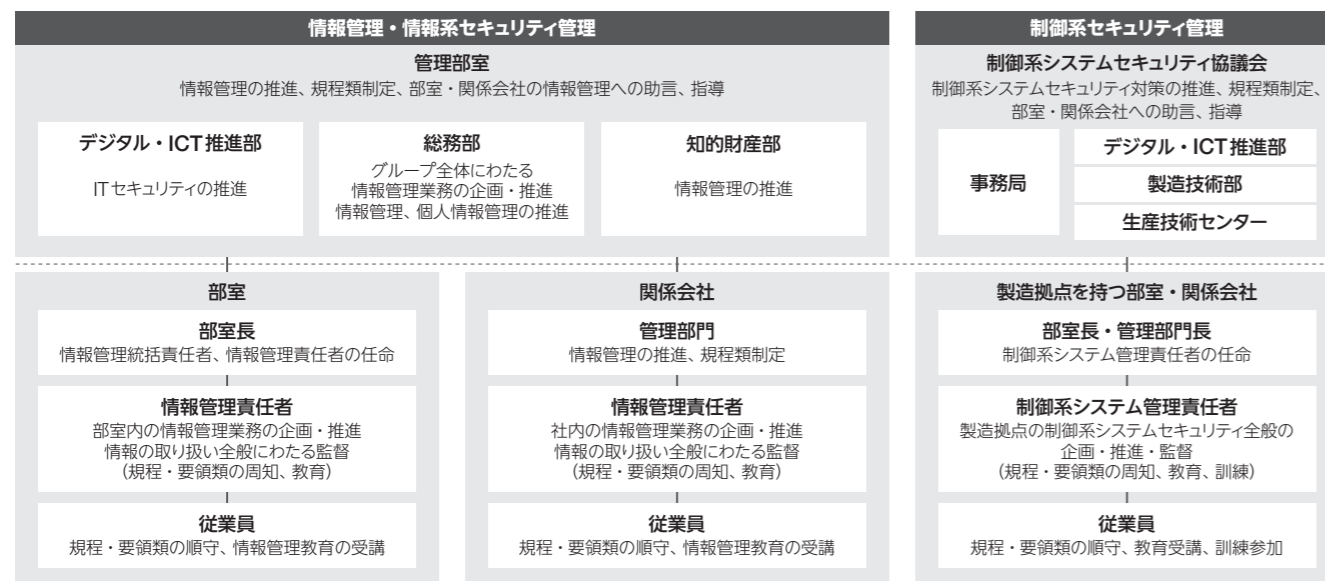 情報管理・情報系セキュリティ管理
管理部室
情報管理の推進、規程類制定、部室・関係会社の情報管理への助言、指導
デジタル・ICT推進部
ITセキュリティの推進
総務部
グループ全体にわたる
情報管理業務の企画・推進
情報管理、個人情報管理の推進
知的財産部
情報管理の推進
制御系セキュリティ管理
制御系システムセキュリティ協議会
制御系システムセキュリティ対策の推進、規程類制定、
部室・関係会社への助言、指導
事務局
デジタル・ICT推進部
製造技術部
生産技術センター
部室
部室長
情報管理統括責任者、情報管理責任者の任命
情報管理責任者
部室内の情報管理業務の企画・推進
情報の取り扱い全般にわたる監督
(規程・要領類の周知、教育)
従業員
規程・要領類の順守、情報管理教育の受講
関係会社
管理部門
情報管理の推進、規程類制定
情報管理責任者
社内の情報管理業務の企画・推進
情報の取り扱い全般にわたる監督
(規程・要領類の周知、教育)
従業員
規程・要領類の順守、情報管理教育の受講
製造拠点を持つ部室・関係会社
部室長・管理部門長
制御系システム管理責任者の任命
制御系システム管理責任者
製造拠点の制御系システムセキュリティ全般の
企画・推進・監督
(規程・要領類の周知、教育、訓練)
従業員
規程・要領類の順守、教育受講、訓練参加